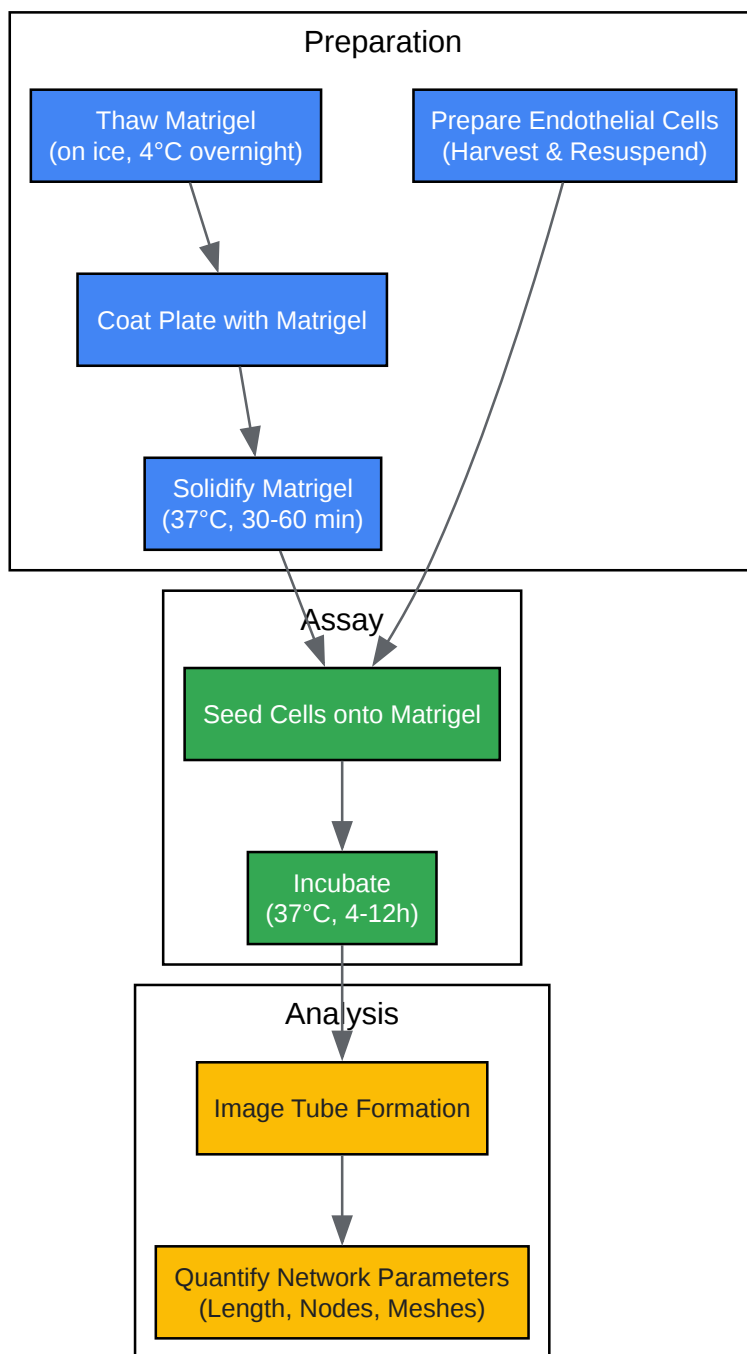 Preparation
Thaw Matrigel
(on ice, 4°C overnight)
Prepare Endothelial Cells
(Harvest & Resuspend)
Coat Plate with Matrigel
Solidify Matrigel
(37°C, 30-60 min)
Assay
Seed Cells onto Matrigel
Incubate
(37°C, 4-12h)
Analysis
Image Tube Formation
Quantify Network Parameters
(Length, Nodes, Meshes)